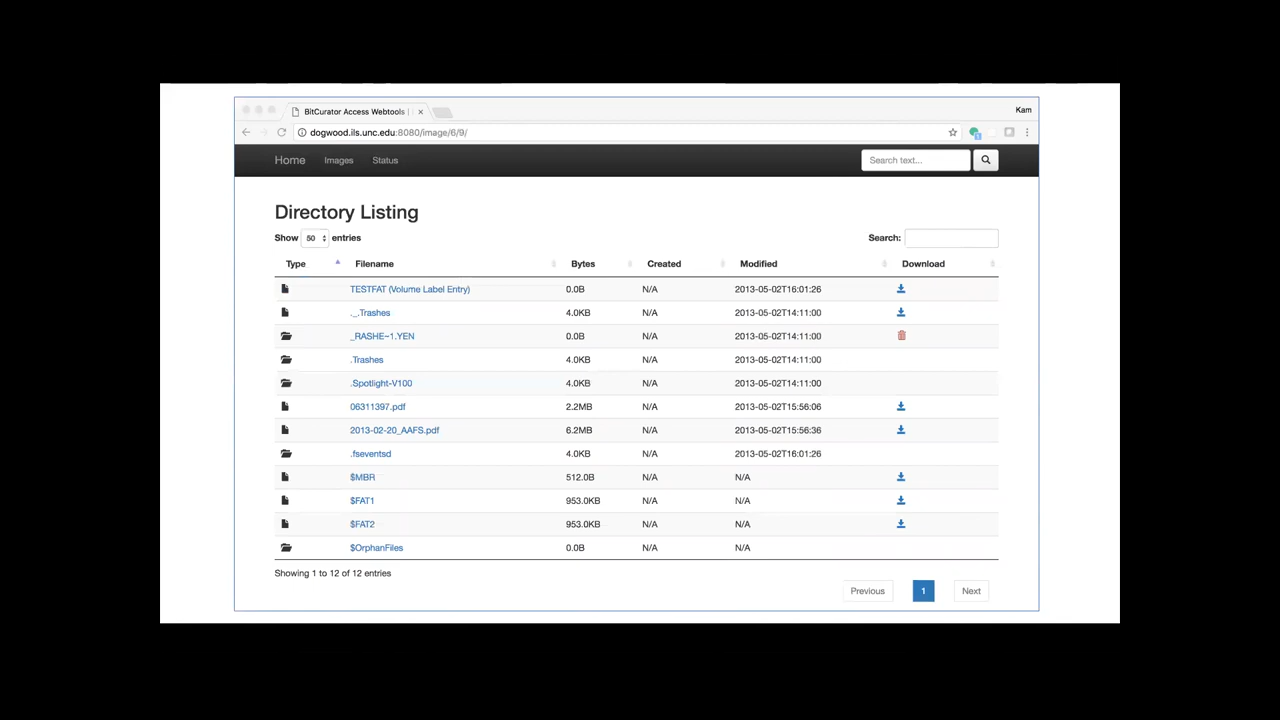 BitCurator Access Webtools |
Kam
dogwood.ils.unc.edu:8080/image/6/9/
Home Images Status Search text...
Directory Listing
Show 50 entries Search:
Type Filename Bytes Created Modified Download
TESTFAT (Volume Label Entry) 0.0B N/A 2013-05-02T16:01:26
._.Trashes 4.0KB N/A 2013-05-02T14:11:00
_RASHE~1.YEN 0.0B N/A 2013-05-02T14:11:00
.Trashes 4.0KB N/A 2013-05-02T14:11:00
.Spotlight-V100 4.0KB N/A 2013-05-02T14:11:00
06311397.pdf 2.2MB N/A 2013-05-02T15:56:06
2013-02-20_AAFS.pdf 6.2MB N/A 2013-05-02T15:56:36
.fseventsd 4.0KB N/A 2013-05-02T16:01:26
$MBR 512.0B N/A N/A
$FAT1 953.0KB N/A N/A
$FAT2 953.0KB N/A N/A
$OrphanFiles 0.0B N/A N/A
Showing 1 to 12 of 12 entries
Previous 1 Next